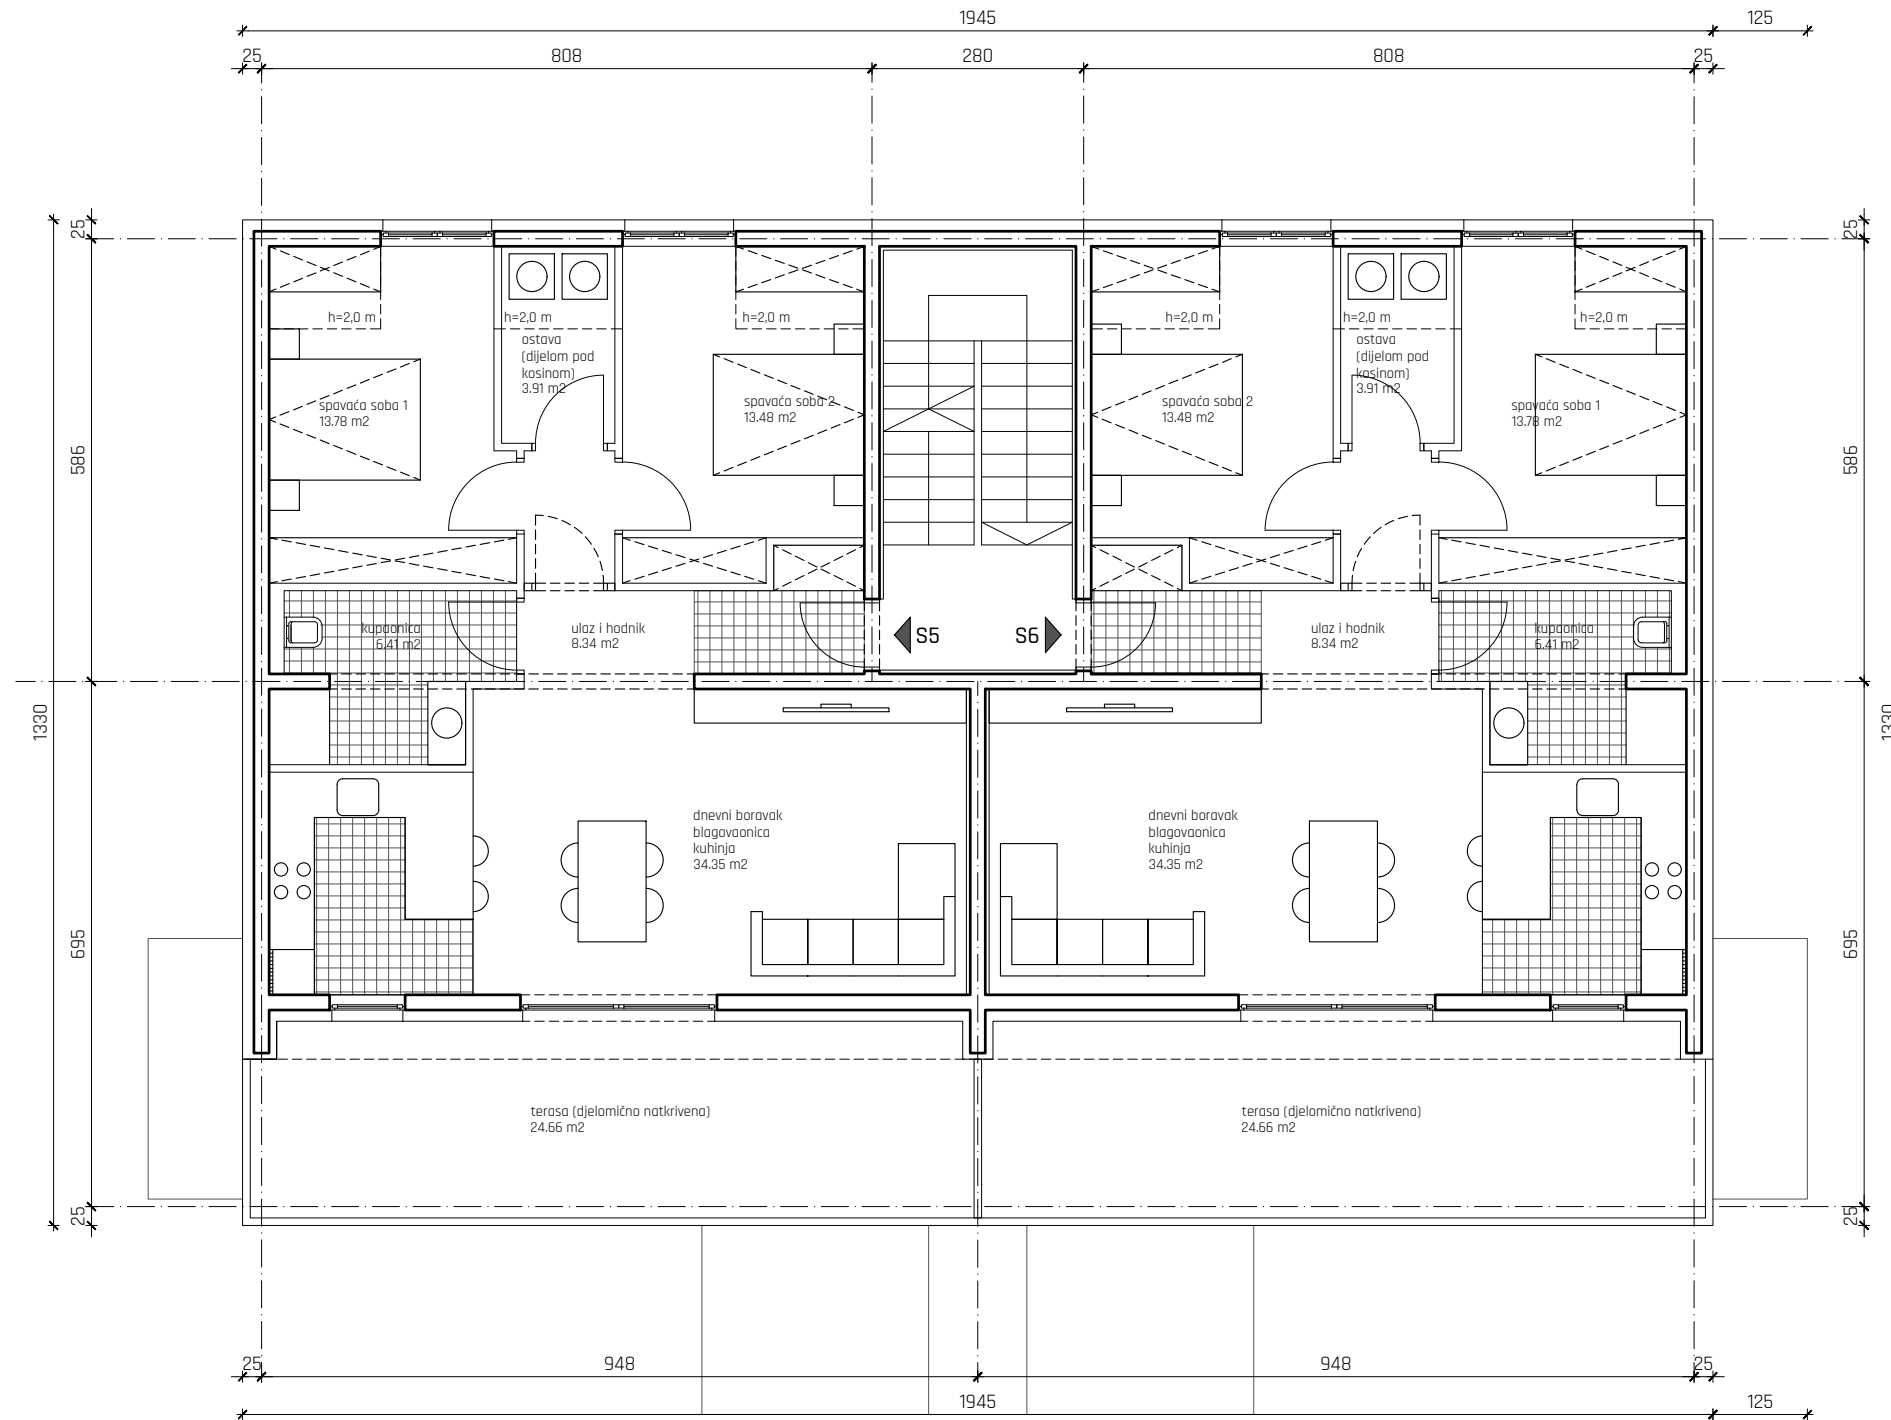 1945
125
25
808
280
808
25
25
25
h=2,0 m
h=2,0 m
h=2,0 m
h=2,0 m
h=2,0 m
h=2,0 m
ostava
(dijelom pod
kosinom)
3.91 m2
ostava
(dijelom pod
kosinom)
3.91 m2
spavaća soba 1
13.78 m2
spavaća soba 2
13.48 m2
spavaća soba 2
13.48 m2
spavaća soba 1
13.78 m2
586
586
kupaonica
6.41 m2
ulaz i hodnik
8.34 m2
S5
S6
ulaz i hodnik
8.34 m2
kupaonica
6.41 m2
1330
1330
dnevni boravak
blagovaonica
kuhinja
34.35 m2
dnevni boravak
blagovaonica
kuhinja
34.35 m2
695
695
terasa (djelomično natkrivena)
24.66 m2
terasa (djelomično natkrivena)
24.66 m2
25
25
25
948
948
25
1945
125